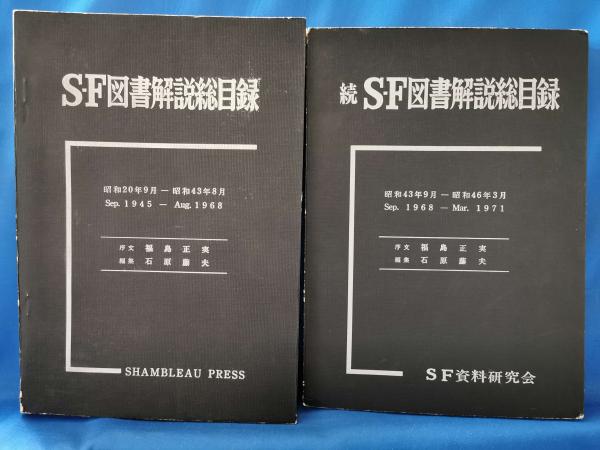 S-F図書解説総目録
昭和20年9月 — 昭和43年8月
Sep. 1945 — Aug. 1968
序文 福島正実
編集 石原藤夫
SHAMBLEAU PRESS
続 S-F図書解説総目録
昭和43年9月 — 昭和46年3月
Sep. 1968 — Mar. 1971
序文 福島正実
編集 石原藤夫
SF資料研究会